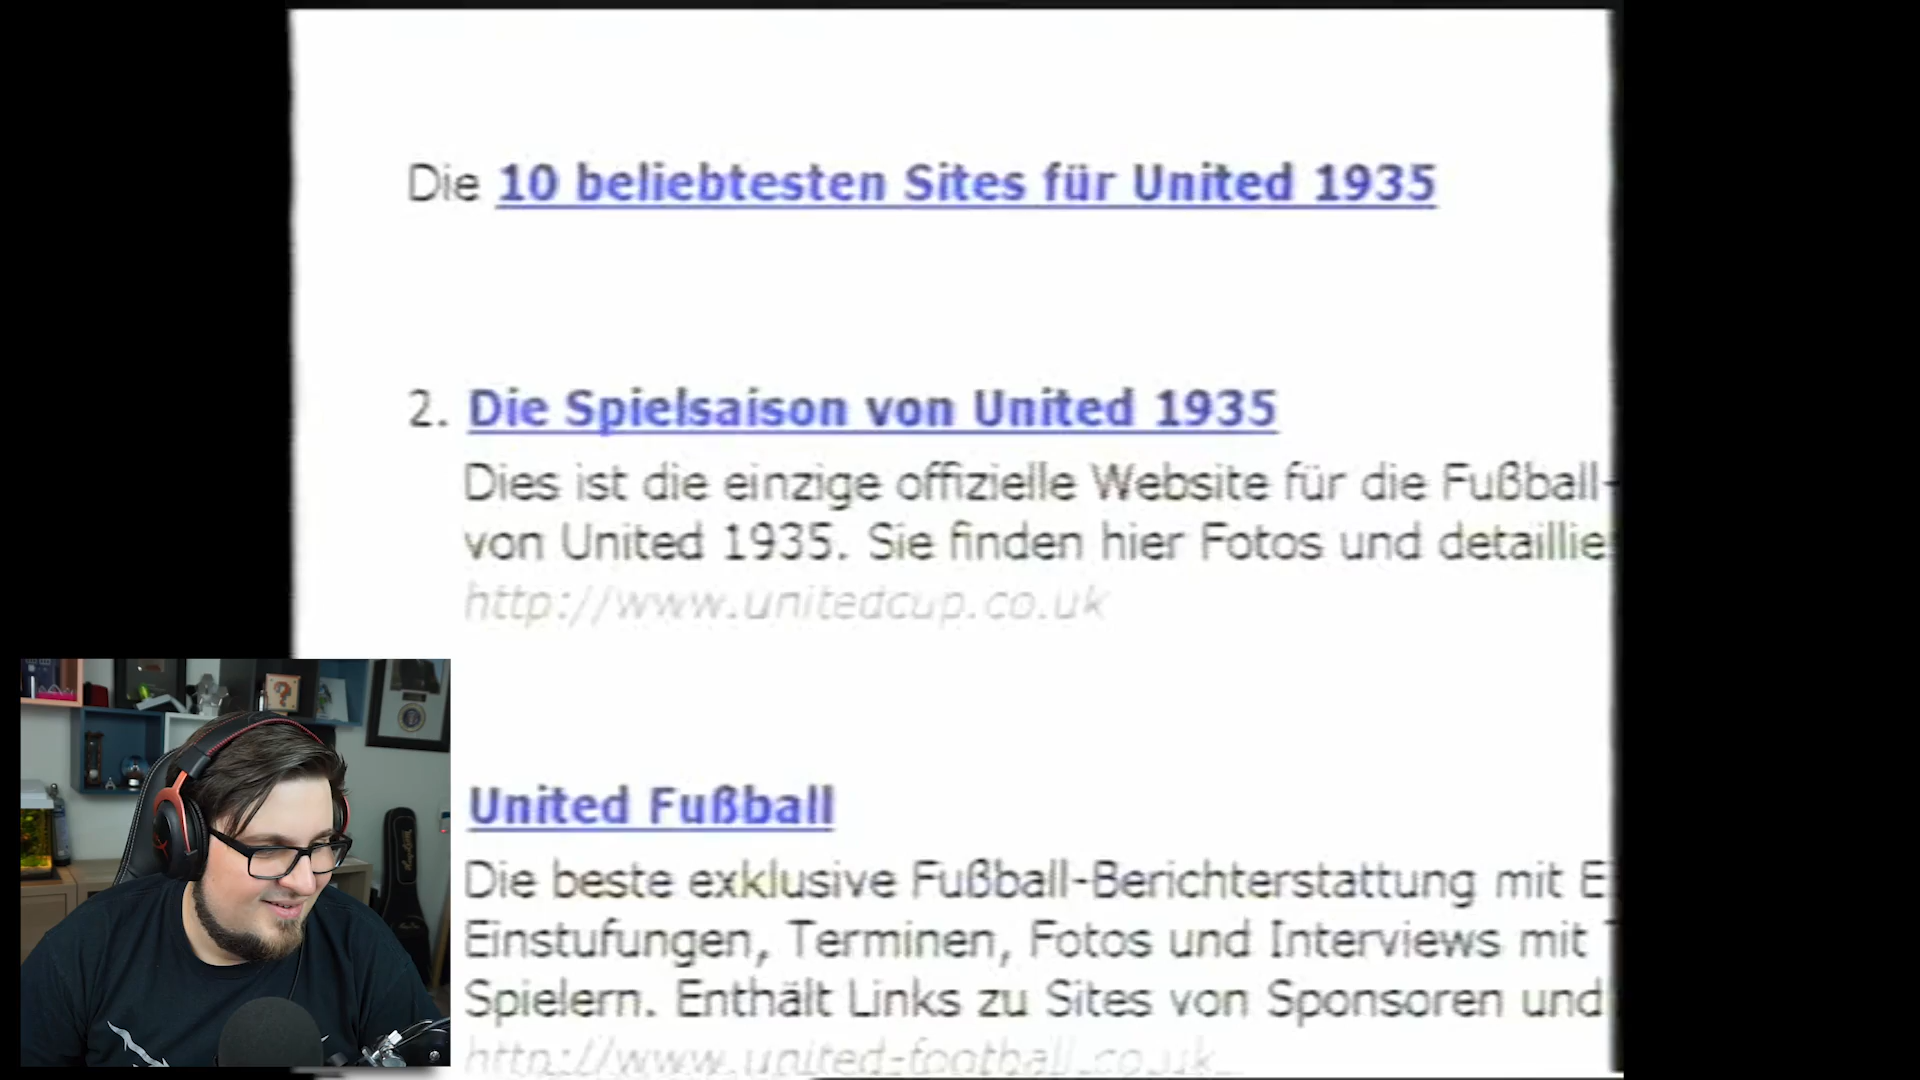 Die 10 beliebtesten Sites für United 1935
2. Die Spielsaison von United 1935
Dies ist die einzige offizielle Website für die Fußball-
von United 1935. Sie finden hier Fotos und
http://www.unitedcup.co.uk
United Fußball
Die beste exklusive Fußball-Berichterstattung mit
Einstufungen, Terminen, Fotos und Interviews mit
Spielern. Enthält Links zu Sites von Sponsoren und
http://www.united-football.co.uk